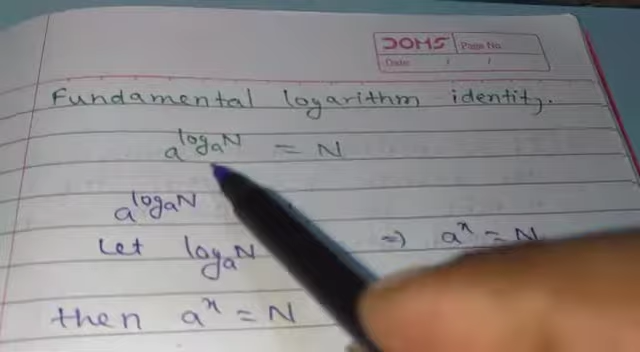 DOMS Page No.
Date: / /
Fundamental logarithm identity.
a^log_a N = N
a^log_a N
Let log_a N ⇒ a^x = N
then a^x = N